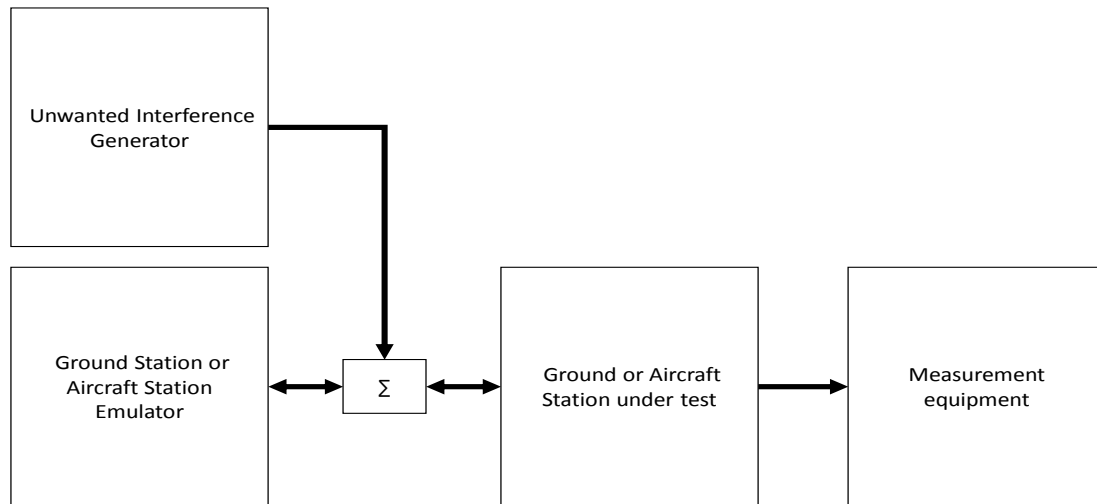 Unwanted Interference
Generator
Ground Station or
Aircraft Station
Emulator
Σ
Ground or Aircraft
Station under test
Measurement
equipment